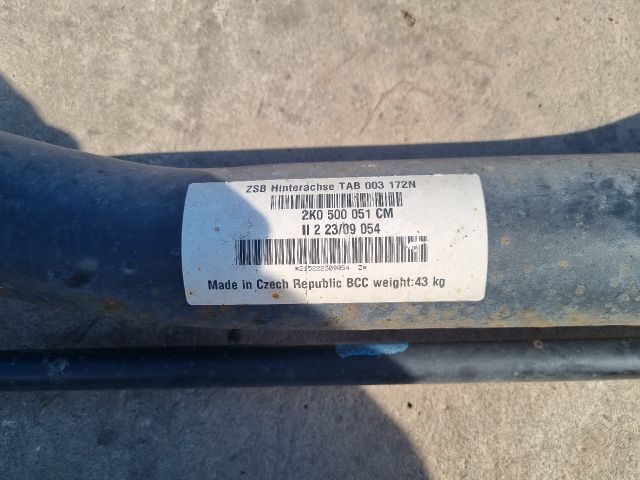 ZSB Hinterachse TAB 003 172N
2K0 500 051 CM
II 2 23/09 054
*215222309054 Z*
Made in Czech Republic BCC weight:43 kg